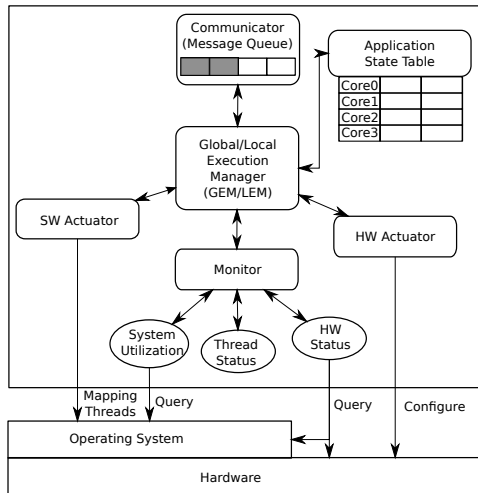 Communicator
(Message Queue)
Application
State Table
Core0
Core1
Core2
Core3
Global/Local
Execution
Manager
(GEM/LEM)
SW Actuator
HW Actuator
Monitor
System
Utilization
Thread
Status
HW
Status
Mapping
Threads
Query
Query
Configure
Operating System
Hardware